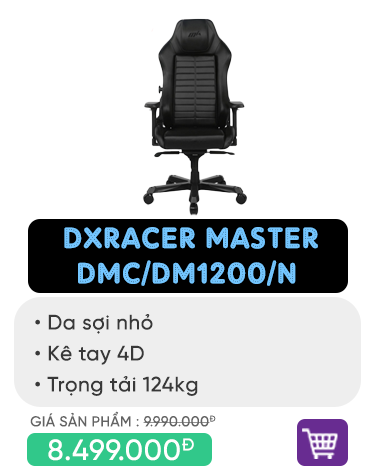 DXRACER MASTER
DMC/DM1200/N
• Da sợi nhỏ
• Kê tay 4D
• Trọng tải 124kg
GIÁ SẢN PHẨM : 9.990.000Đ
8.499.000Đ